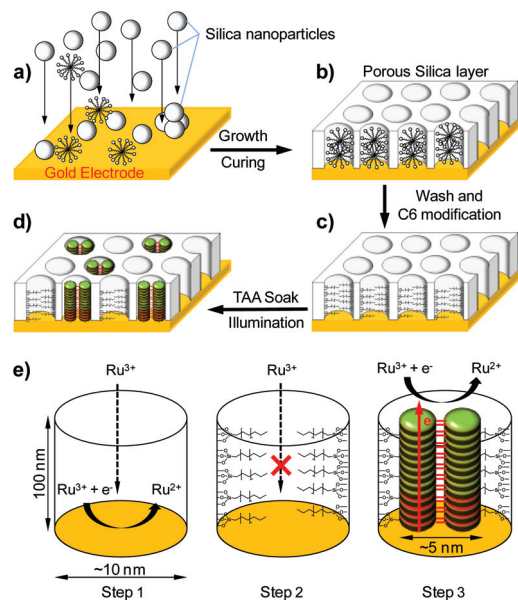 a)
Silica nanoparticles
Gold Electrode
Growth
Curing
b)
Porous Silica layer
Wash and
C6 modification
d)
c)
TAA Soak
Illumination
e)
Ru³⁺
Ru³⁺ + e⁻
Ru²⁺
100 nm
~10 nm
Step 1
Ru³⁺
Step 2
Ru³⁺ + e⁻
Ru²⁺
e⁻
~5 nm
Step 3